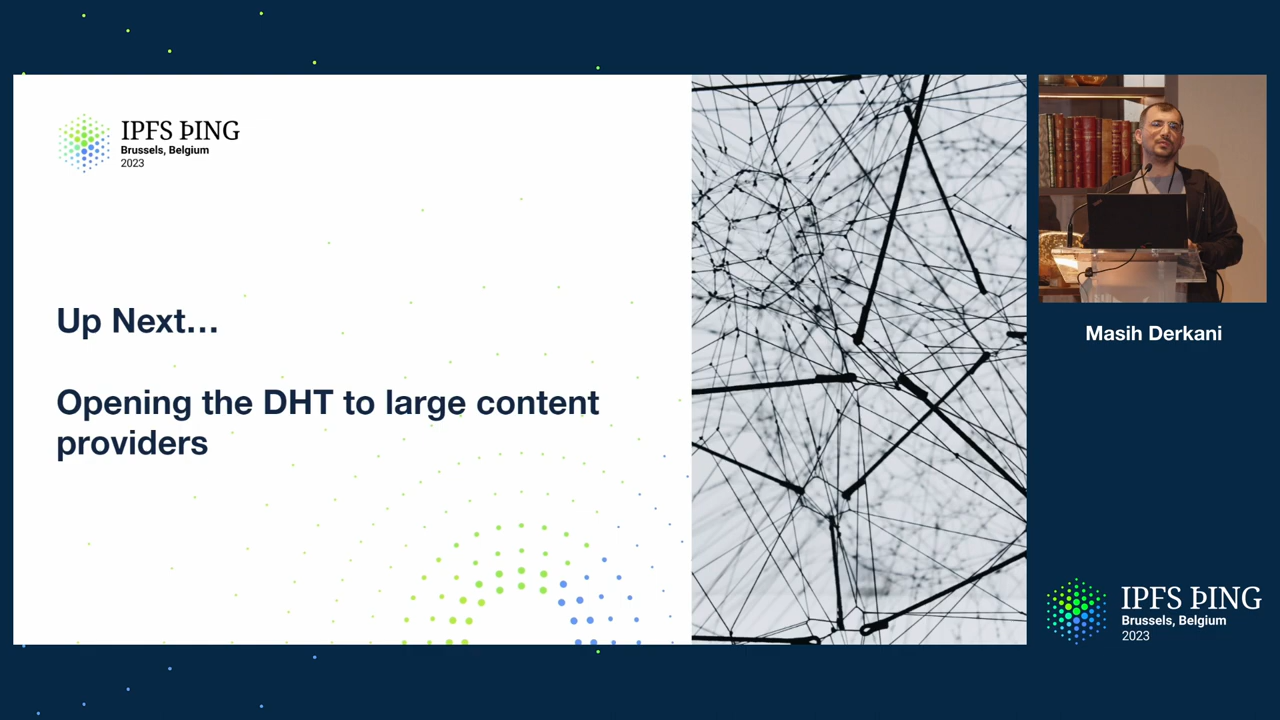 IPFS ÞING
Brussels, Belgium
2023
Up Next...
Opening the DHT to large content
providers
Masih Derkani
IPFS ÞING
Brussels, Belgium
2023